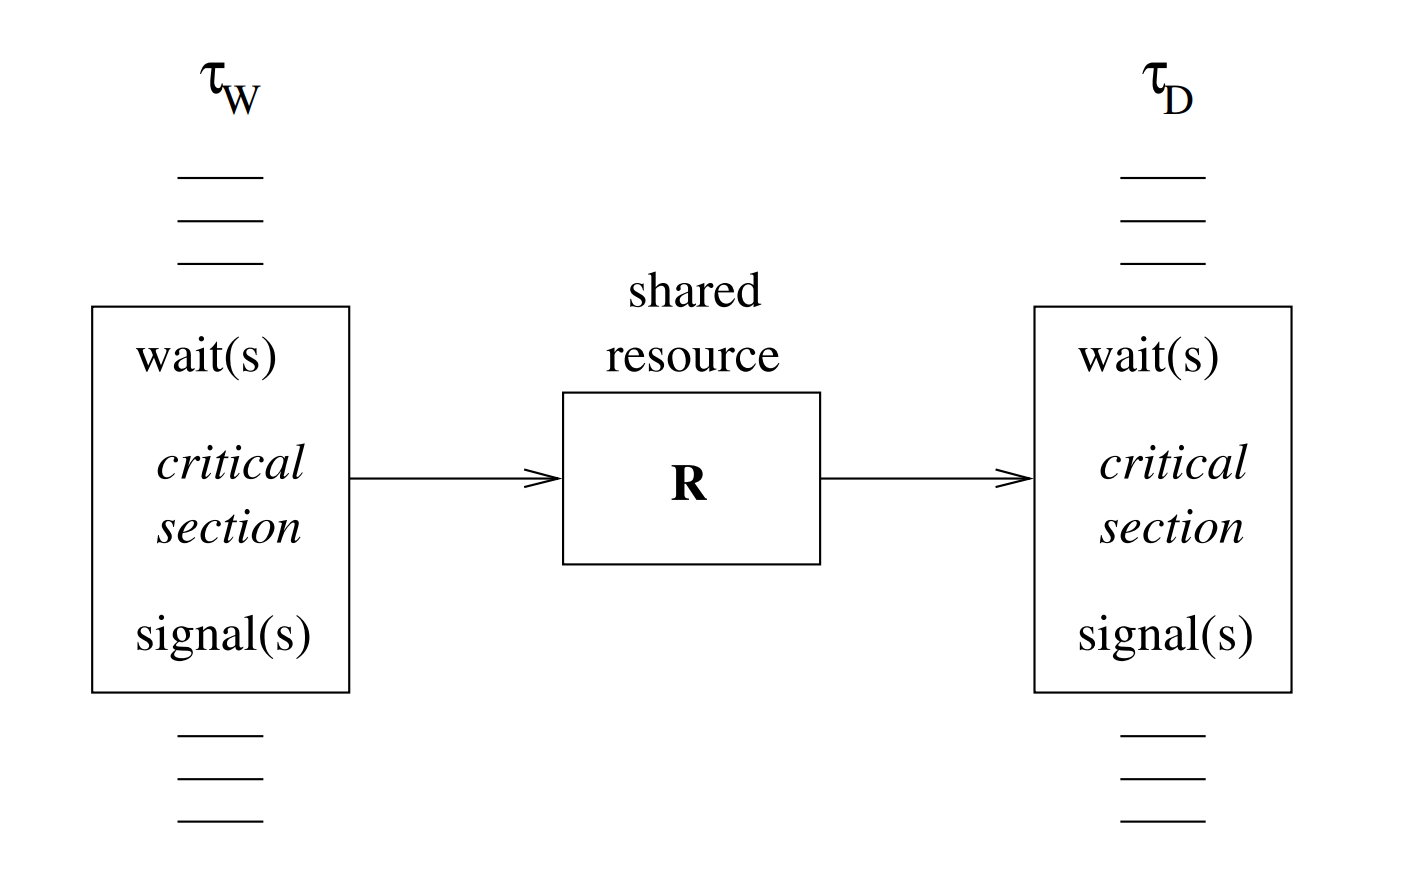 τW
τD
shared
resource
wait(s)
critical
section
signal(s)
R
wait(s)
critical
section
signal(s)